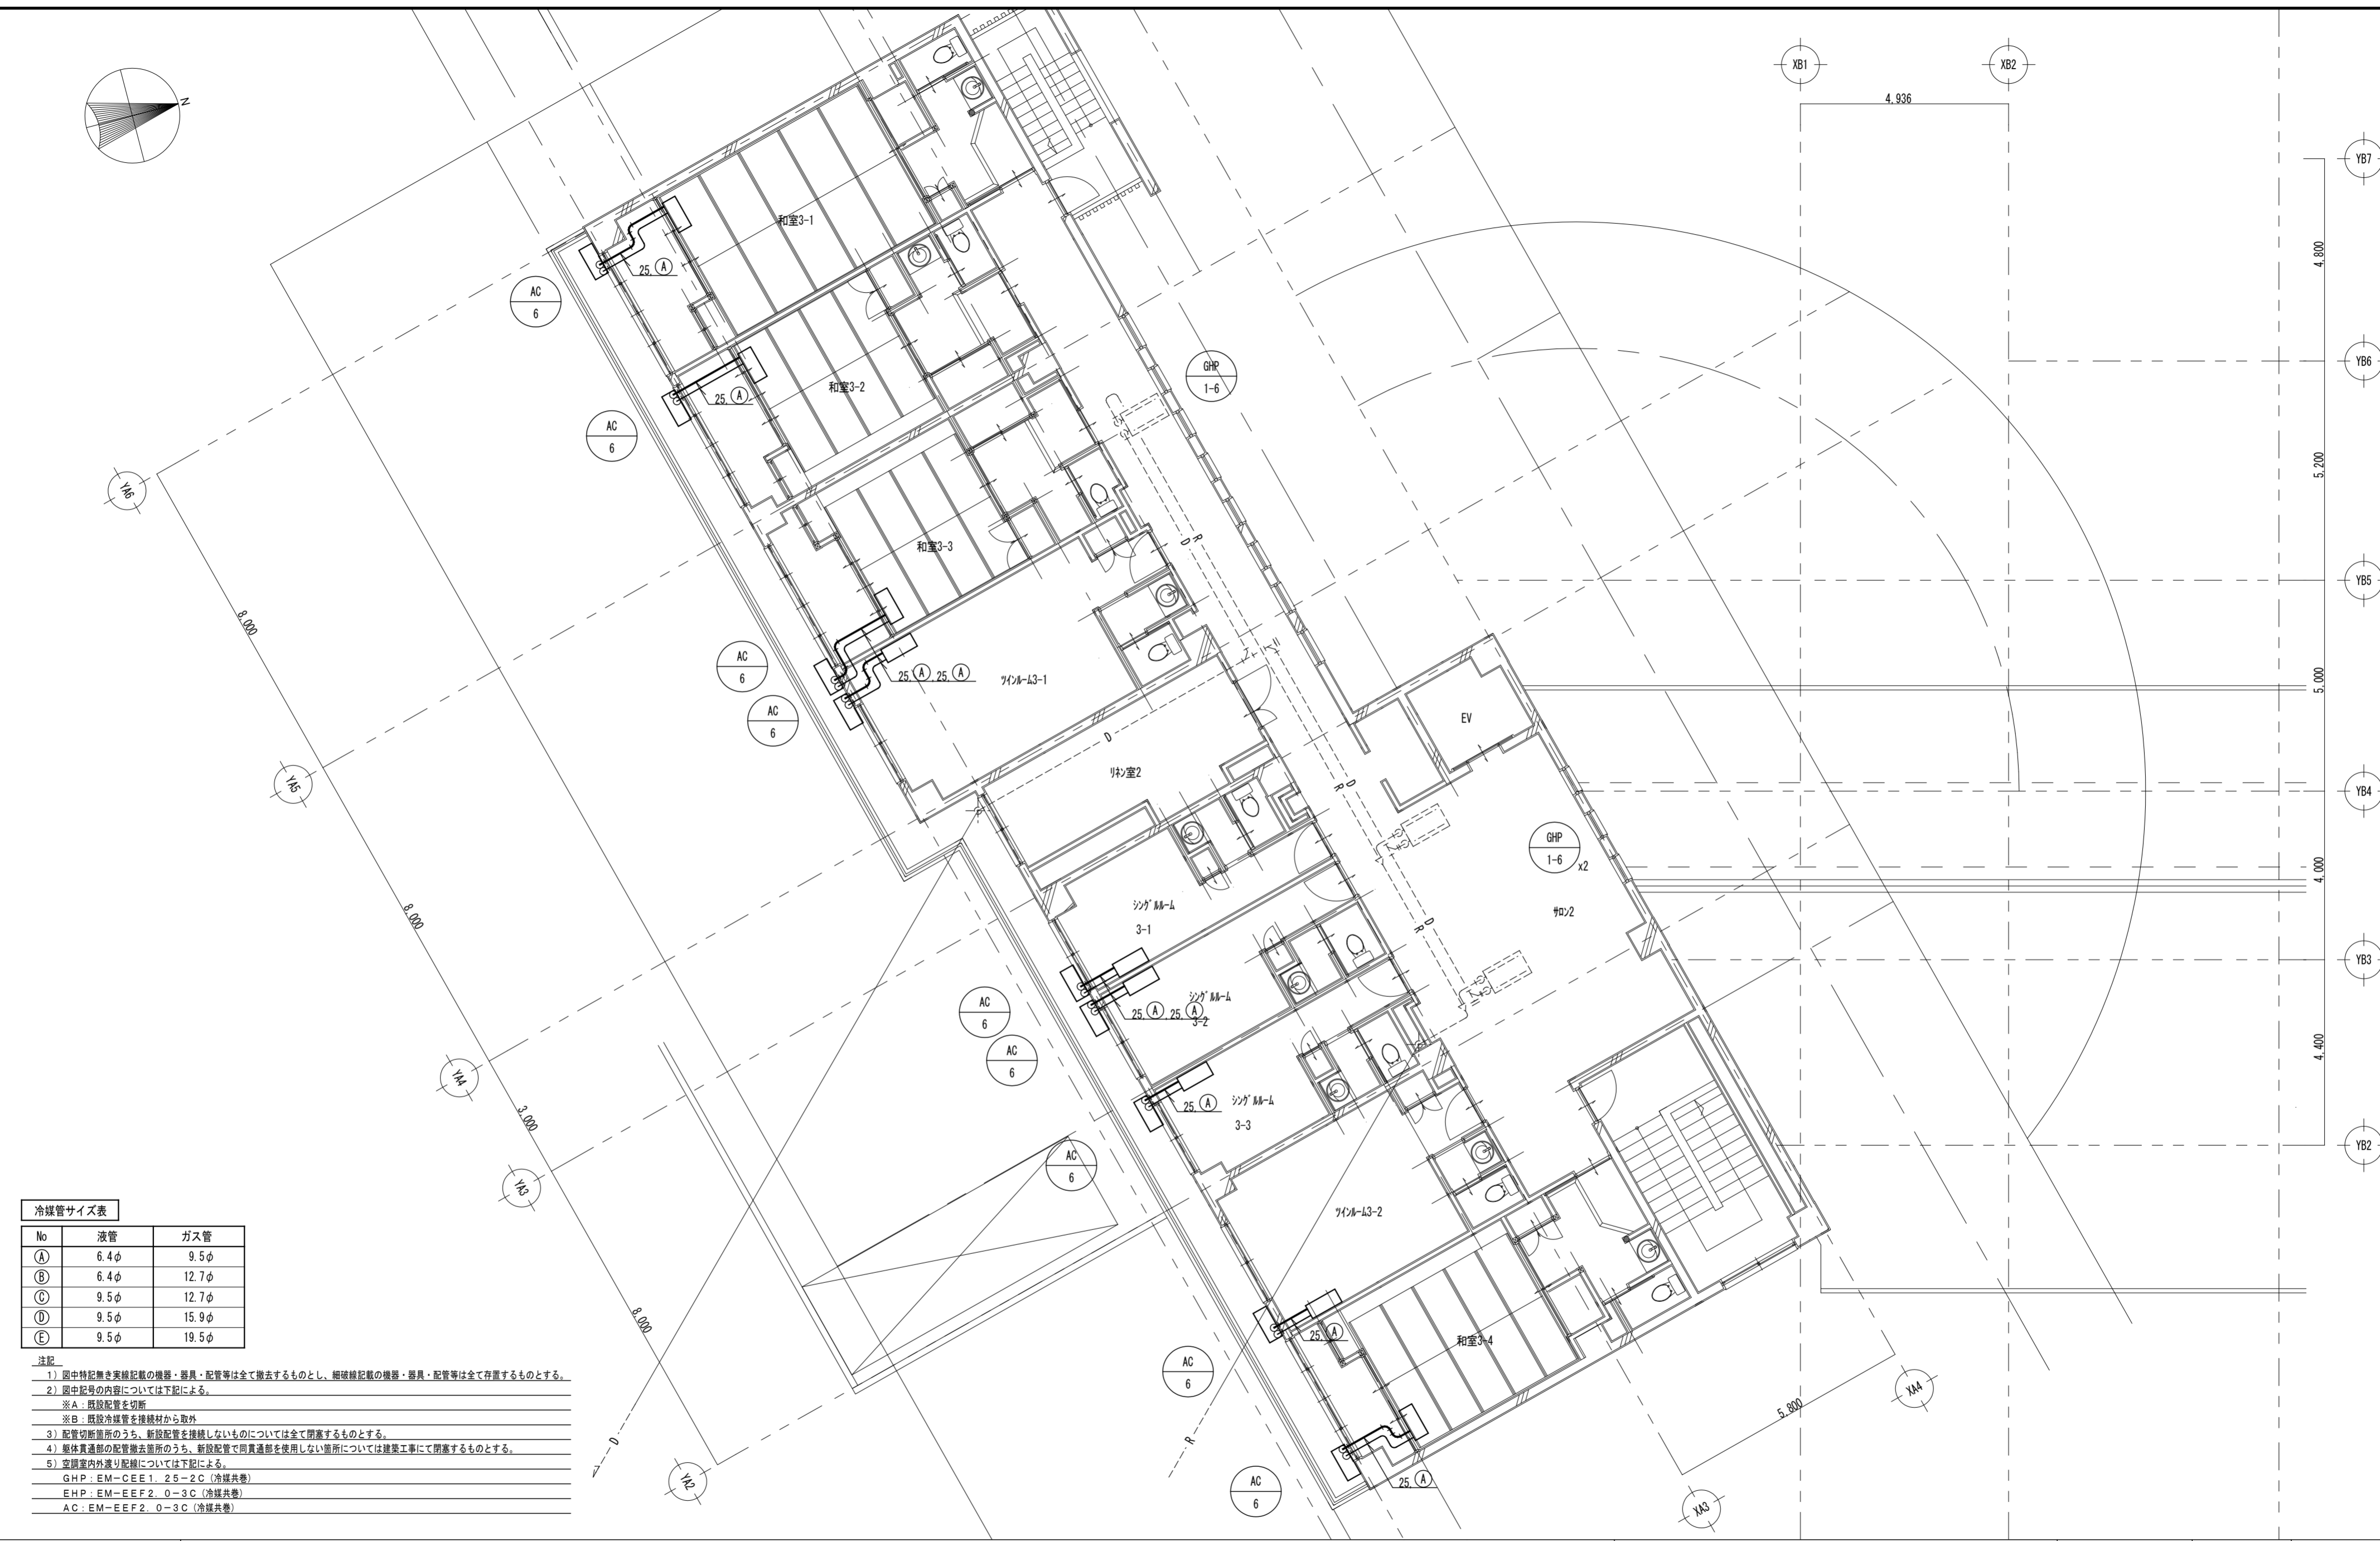 N
XB1
XB2
4,936
YB7
4,800
YB6
5,200
YB5
5,000
YB4
4,000
YB3
4,400
YB2
和室3-1
25, Ⓐ
AC
6
和室3-2
25, Ⓐ
AC
6
GHP
1-6
YA6
和室3-3
R
D
8,000
AC
6
AC
6
25, Ⓐ, 25, Ⓐ
ツインルーム3-1
EV
D
リネン室2
YA5
D
R
GHP
1-6
x2
サロン2
8,000
シングルルーム
3-1
D
R
シングルルーム
3-2
25, Ⓐ, 25, Ⓐ
AC
6
AC
6
YA4
シングルルーム
3-3
25, Ⓐ
3,000
AC
6
YA3
ツインルーム3-2
8,000
25, Ⓐ
和室3-4
AC
6
25, Ⓐ
AC
6
D
R
YA2
5,800
XA4
XA3
冷媒管サイズ表
No 液管 ガス管
Ⓐ 6.4φ 9.5φ
Ⓑ 6.4φ 12.7φ
Ⓒ 9.5φ 12.7φ
Ⓓ 9.5φ 15.9φ
Ⓔ 9.5φ 19.5φ
注記
1）図中特記無き実線記載の機器・器具・配管等は全て撤去するものとし、細破線記載の機器・器具・配管等は全て存置するものとする。
2）図中記号の内容については下記による。
※A：既設配管を切断
※B：既設冷媒管を接続材から取外
3）配管切断箇所のうち、新設配管を接続しないものについては全て閉塞するものとする。
4）躯体貫通部の配管撤去箇所のうち、新設配管で同貫通部を使用しない箇所については建築工事にて閉塞するものとする。
5）空調室内外渡り配線については下記による。
GHP：EM－CEE1．25－2C（冷媒共巻）
EHP：EM－EEF2．0－3C（冷媒共巻）
AC：EM－EEF2．0－3C（冷媒共巻）